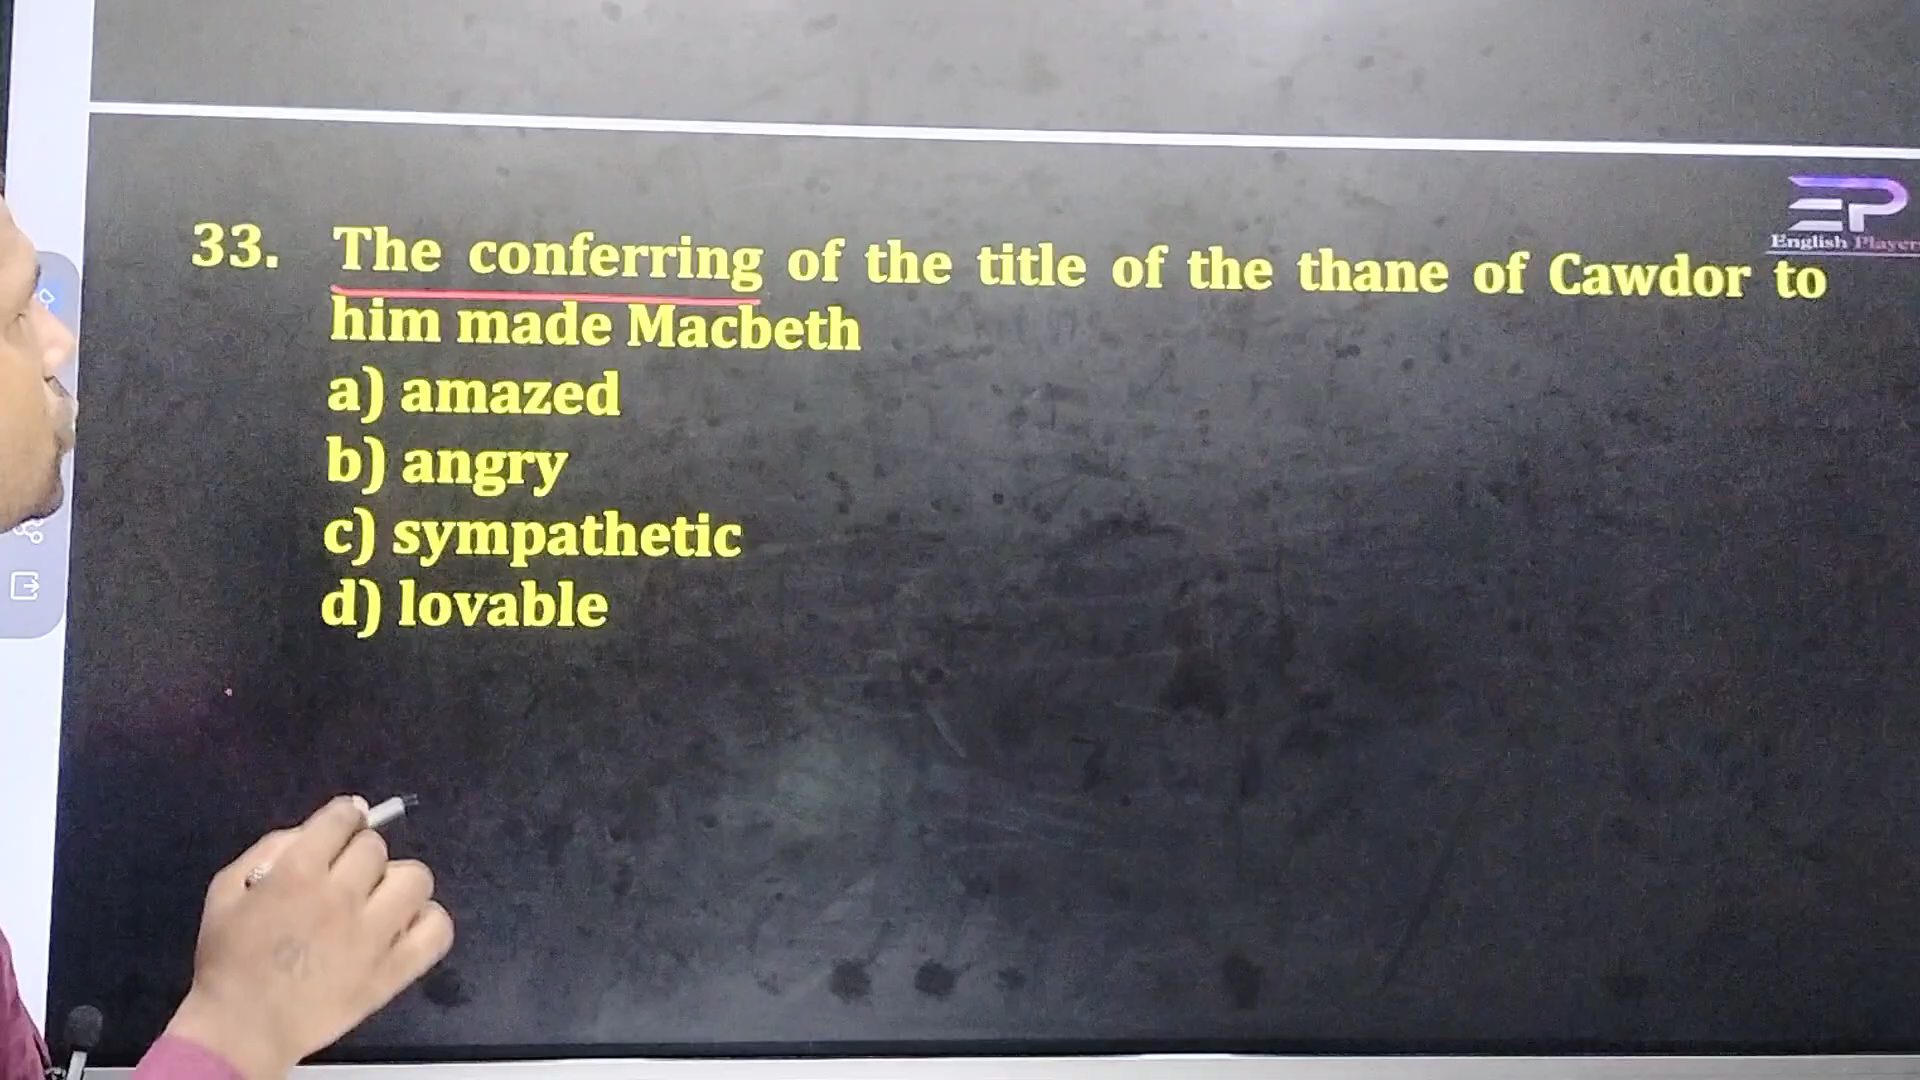 EP
English Player
33. The conferring of the title of the thane of Cawdor to
him made Macbeth
a) amazed
b) angry
c) sympathetic
d) lovable